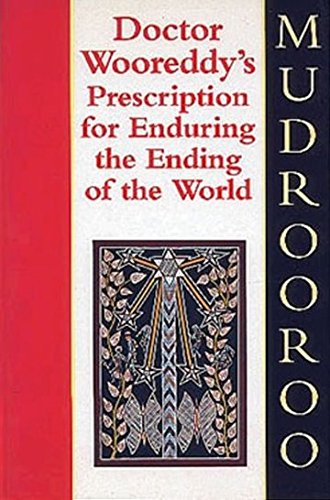 Doctor
Wooreddy's
Prescription
for Enduring
the Ending
of the World
MUDROOROO